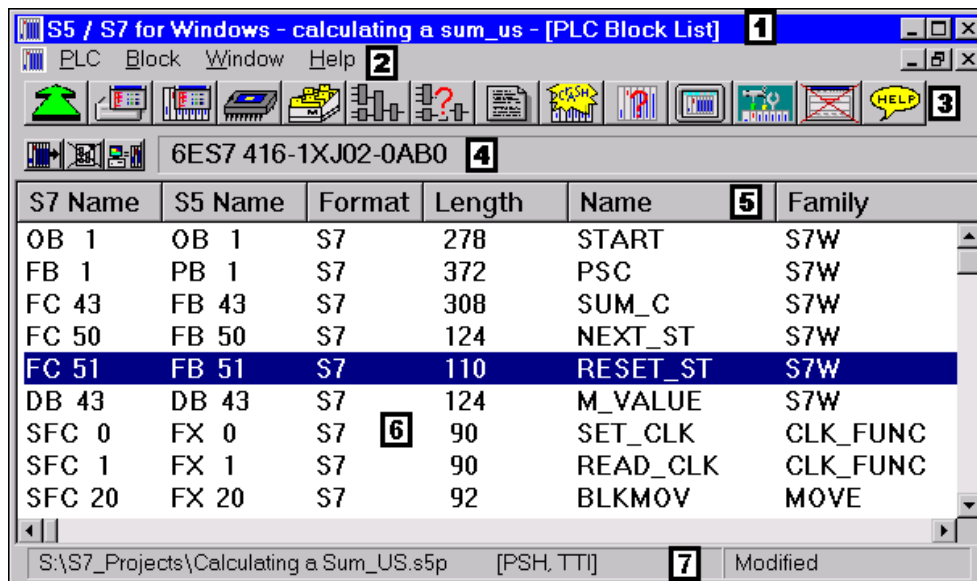 S5 / S7 for Windows - calculating a sum_us - [PLC Block List] 1
PLC Block Window Help 2
CRASH HELP 3
6ES7 416-1XJ02-0AB0 4
S7 Name S5 Name Format Length Name 5 Family
OB 1 OB 1 S7 278 START S7W
FB 1 PB 1 S7 372 PSC S7W
FC 43 FB 43 S7 308 SUM_C S7W
FC 50 FB 50 S7 124 NEXT_ST S7W
FC 51 FB 51 S7 110 RESET_ST S7W
DB 43 DB 43 S7 124 M_VALUE S7W
SFC 0 FX 0 S7 6 90 SET_CLK CLK_FUNC
SFC 1 FX 1 S7 90 READ_CLK CLK_FUNC
SFC 20 FX 20 S7 92 BLKMOV MOVE
S:\S7_Projects\Calculating a Sum_US.s5p [PSH, TTI] 7 Modified